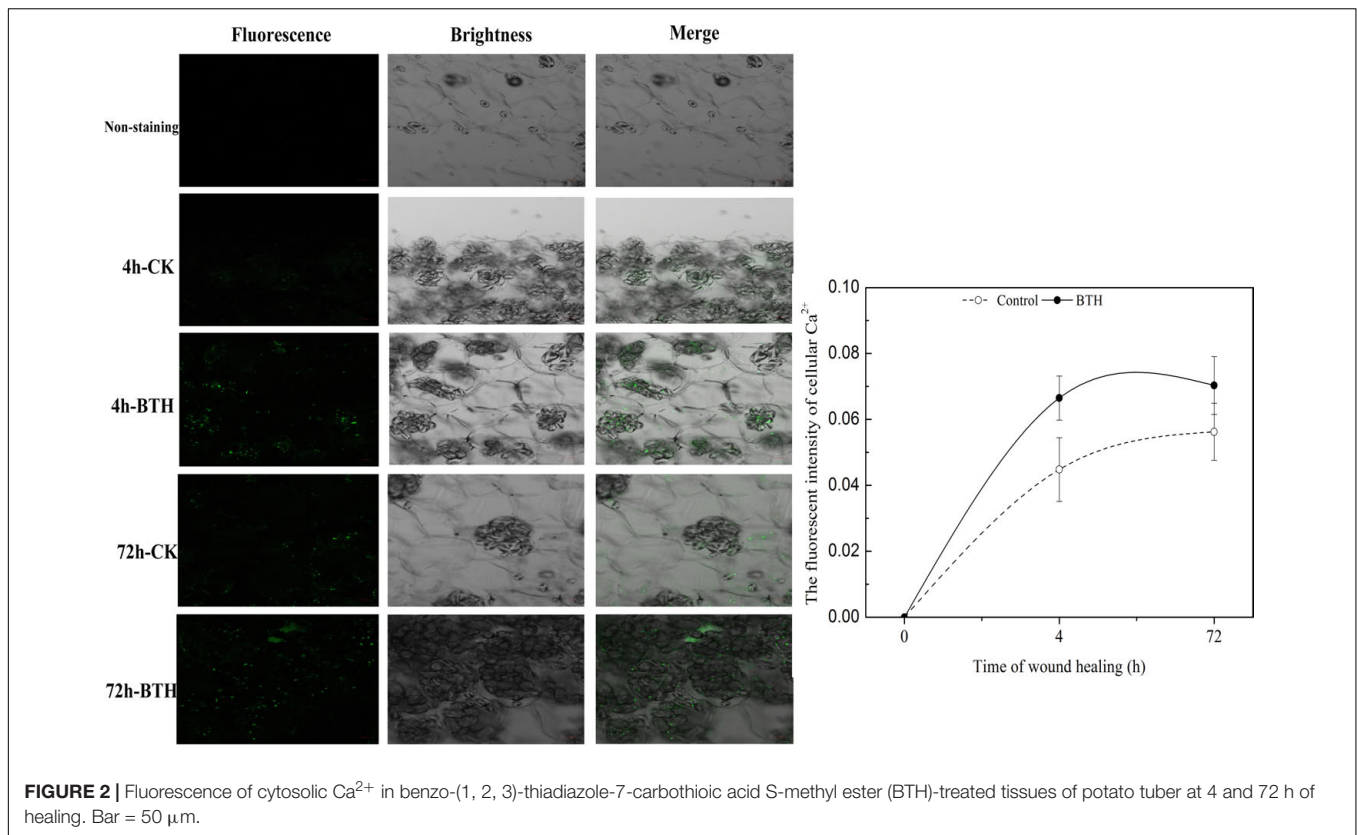 Fluorescence Brightness Merge
Non-staining
4h-CK
4h-BTH
72h-CK
72h-BTH
Control BTH
The fluorescent intensity of cellular Ca²⁺
0.10
0.08
0.06
0.04
0.02
0.00
0 4 72
Time of wound healing (h)
FIGURE 2 | Fluorescence of cytosolic Ca²⁺ in benzo-(1, 2, 3)-thiadiazole-7-carbothioic acid S-methyl ester (BTH)-treated tissues of potato tuber at 4 and 72 h of
healing. Bar = 50 μm.